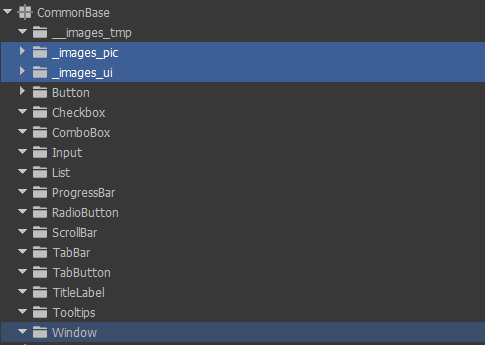 CommonBase
__images_tmp
_images_pic
_images_ui
Button
Checkbox
ComboBox
Input
List
ProgressBar
RadioButton
ScrollBar
TabBar
TabButton
TitleLabel
Tooltips
Window